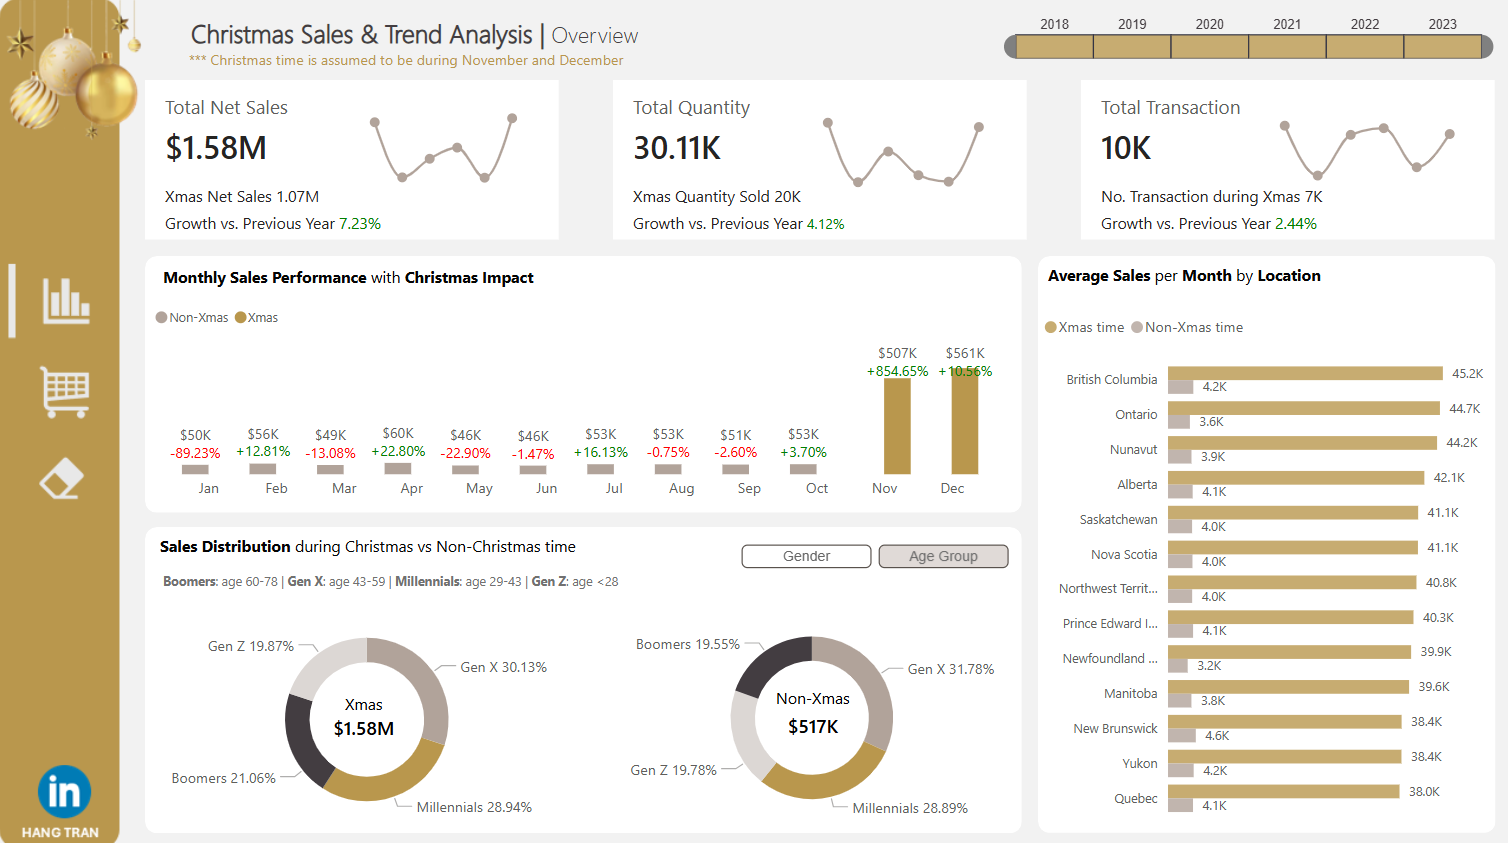 Christmas Sales & Trend Analysis | Overview
*** Christmas time is assumed to be during November and December
2018 2019 2020 2021 2022 2023
Total Net Sales
$1.58M
Xmas Net Sales 1.07M
Growth vs. Previous Year 7.23%
Total Quantity
30.11K
Xmas Quantity Sold 20K
Growth vs. Previous Year 4.12%
Total Transaction
10K
No. Transaction during Xmas 7K
Growth vs. Previous Year 2.44%
Monthly Sales Performance with Christmas Impact
Non-Xmas Xmas
$507K $561K
+854.65% +10.56%
$50K $56K $49K $60K $46K $46K $53K $53K $51K $53K
-89.23% +12.81% -13.08% +22.80% -22.90% -1.47% +16.13% -0.75% -2.60% +3.70%
Jan Feb Mar Apr May Jun Jul Aug Sep Oct Nov Dec
Average Sales per Month by Location
Xmas time Non-Xmas time
British Columbia 45.2K
4.2K
Ontario 44.7K
3.6K
Nunavut 44.2K
3.9K
Alberta 42.1K
4.1K
Saskatchewan 41.1K
4.0K
Nova Scotia 41.1K
4.0K
Northwest Territ... 40.8K
4.0K
Prince Edward I... 40.3K
4.1K
Newfoundland ... 39.9K
3.2K
Manitoba 39.6K
3.8K
New Brunswick 38.4K
4.6K
Yukon 38.4K
4.2K
Quebec 38.0K
4.1K
Sales Distribution during Christmas vs Non-Christmas time
Gender Age Group
Boomers: age 60-78 | Gen X: age 43-59 | Millennials: age 29-43 | Gen Z: age <28
Gen Z 19.87%
Gen X 30.13%
Xmas
$1.58M
Boomers 21.06%
Millennials 28.94%
Boomers 19.55%
Gen X 31.78%
Non-Xmas
$517K
Gen Z 19.78%
Millennials 28.89%
in
HANG TRAN